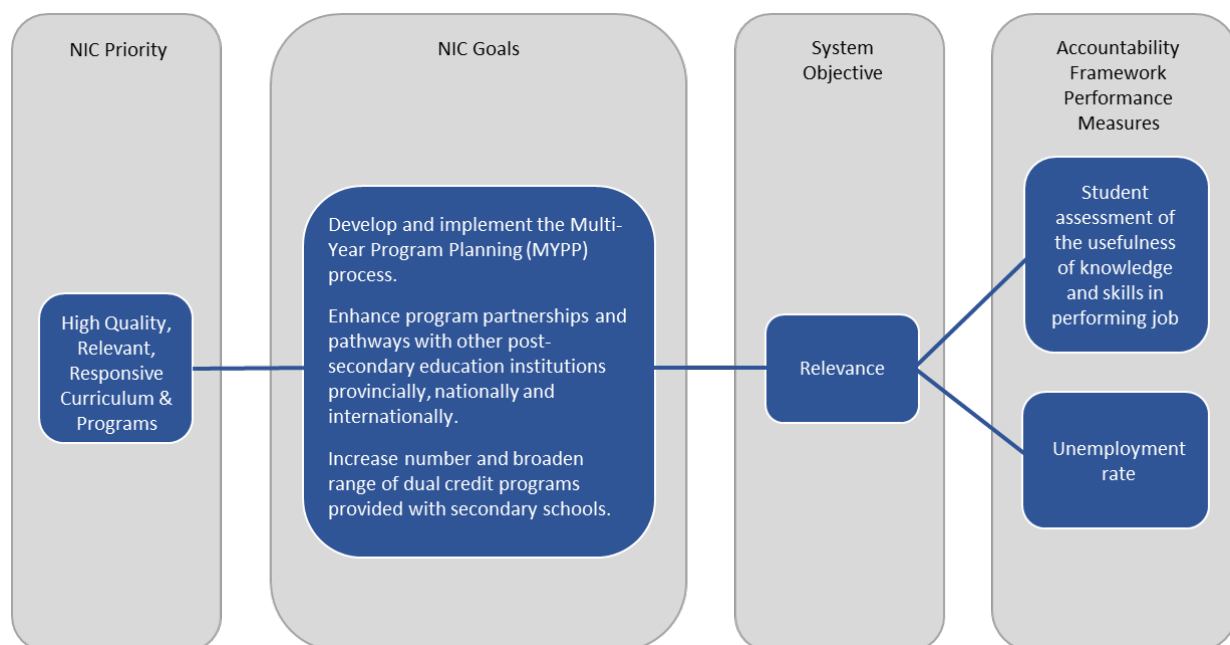 NIC Priority
High Quality,
Relevant,
Responsive
Curriculum &
Programs
NIC Goals
Develop and implement the Multi-
Year Program Planning (MYPP)
process.
Enhance program partnerships and
pathways with other post-
secondary education institutions
provincially, nationally and
internationally.
Increase number and broaden
range of dual credit programs
provided with secondary schools.
System
Objective
Relevance
Accountability
Framework
Performance
Measures
Student
assessment of
the usefulness
of knowledge
and skills in
performing job
Unemployment
rate